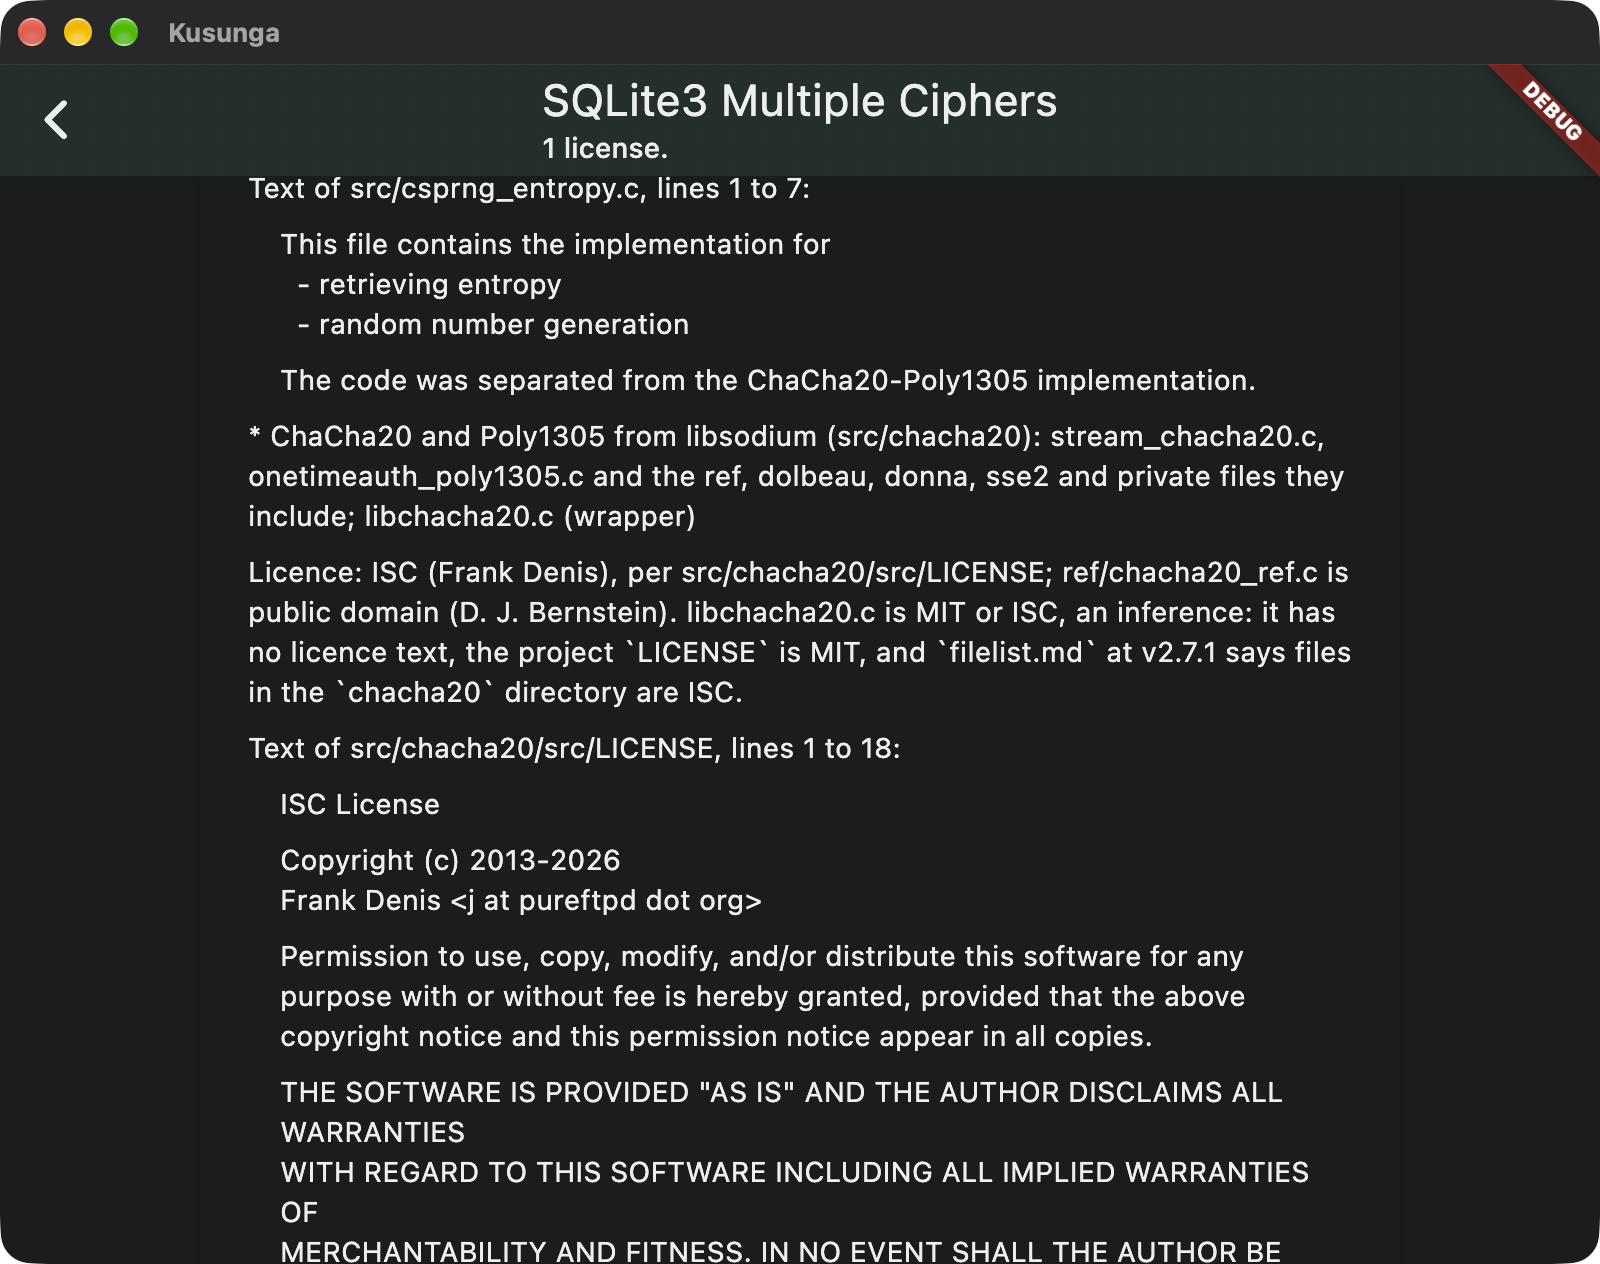 Kusunga
SQLite3 Multiple Ciphers
1 license.
DEBUG
Text of src/csprng_entropy.c, lines 1 to 7:
This file contains the implementation for
- retrieving entropy
- random number generation
The code was separated from the ChaCha20-Poly1305 implementation.
* ChaCha20 and Poly1305 from libsodium (src/chacha20): stream_chacha20.c,
onetimeauth_poly1305.c and the ref, dolbeau, donna, sse2 and private files they
include; libchacha20.c (wrapper)
Licence: ISC (Frank Denis), per src/chacha20/src/LICENSE; ref/chacha20_ref.c is
public domain (D. J. Bernstein). libchacha20.c is MIT or ISC, an inference: it has
no licence text, the project `LICENSE` is MIT, and `filelist.md` at v2.7.1 says files
in the `chacha20` directory are ISC.
Text of src/chacha20/src/LICENSE, lines 1 to 18:
ISC License
Copyright (c) 2013-2026
Frank Denis <j at pureftpd dot org>
Permission to use, copy, modify, and/or distribute this software for any
purpose with or without fee is hereby granted, provided that the above
copyright notice and this permission notice appear in all copies.
THE SOFTWARE IS PROVIDED "AS IS" AND THE AUTHOR DISCLAIMS ALL
WARRANTIES
WITH REGARD TO THIS SOFTWARE INCLUDING ALL IMPLIED WARRANTIES
OF
MERCHANTABILITY AND FITNESS. IN NO EVENT SHALL THE AUTHOR BE